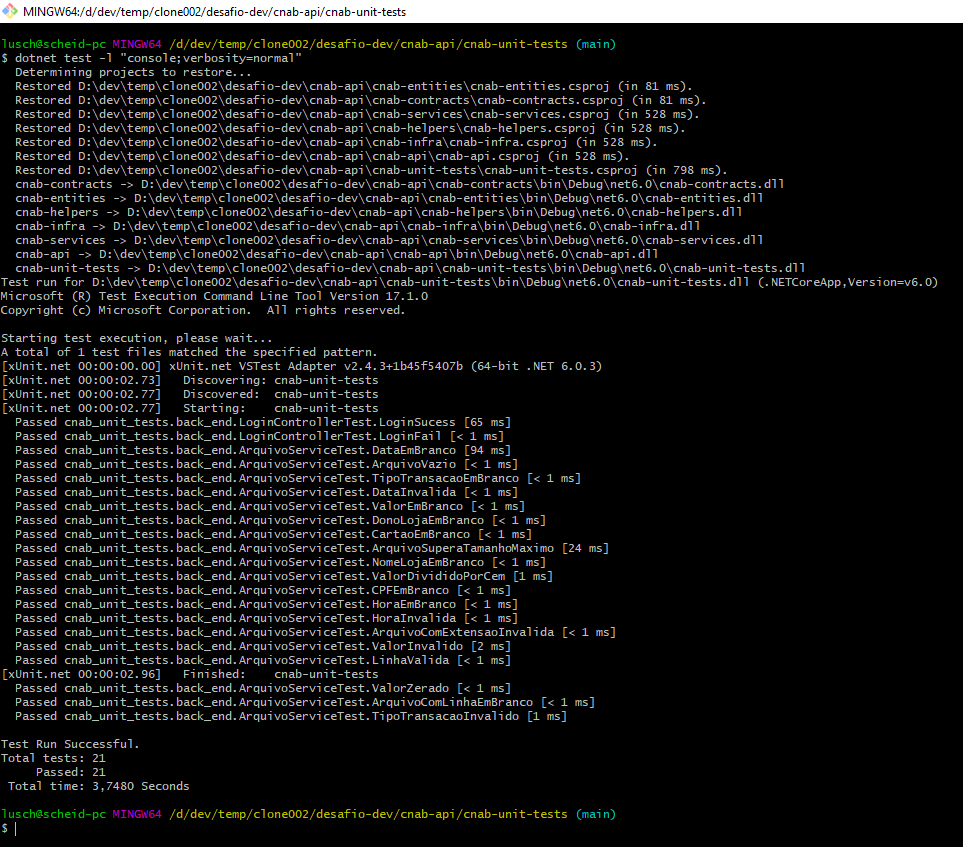 MINGW64:/d/dev/temp/clone002/desafio-dev/cnab-api/cnab-unit-tests
lusch@scheid-pc MINGW64 /d/dev/temp/clone002/desafio-dev/cnab-api/cnab-unit-tests (main)
$ dotnet test -l "console;verbosity=normal"
  Determining projects to restore...
  Restored D:\dev\temp\clone002\desafio-dev\cnab-api\cnab-entities\cnab-entities.csproj (in 81 ms).
  Restored D:\dev\temp\clone002\desafio-dev\cnab-api\cnab-contracts\cnab-contracts.csproj (in 81 ms).
  Restored D:\dev\temp\clone002\desafio-dev\cnab-api\cnab-services\cnab-services.csproj (in 528 ms).
  Restored D:\dev\temp\clone002\desafio-dev\cnab-api\cnab-helpers\cnab-helpers.csproj (in 528 ms).
  Restored D:\dev\temp\clone002\desafio-dev\cnab-api\cnab-infra\cnab-infra.csproj (in 528 ms).
  Restored D:\dev\temp\clone002\desafio-dev\cnab-api\cnab-api\cnab-api.csproj (in 528 ms).
  Restored D:\dev\temp\clone002\desafio-dev\cnab-api\cnab-unit-tests\cnab-unit-tests.csproj (in 798 ms).
  cnab-contracts -> D:\dev\temp\clone002\desafio-dev\cnab-api\cnab-contracts\bin\Debug\net6.0\cnab-contracts.dll
  cnab-entities -> D:\dev\temp\clone002\desafio-dev\cnab-api\cnab-entities\bin\Debug\net6.0\cnab-entities.dll
  cnab-helpers -> D:\dev\temp\clone002\desafio-dev\cnab-api\cnab-helpers\bin\Debug\net6.0\cnab-helpers.dll
  cnab-infra -> D:\dev\temp\clone002\desafio-dev\cnab-api\cnab-infra\bin\Debug\net6.0\cnab-infra.dll
  cnab-services -> D:\dev\temp\clone002\desafio-dev\cnab-api\cnab-services\bin\Debug\net6.0\cnab-services.dll
  cnab-api -> D:\dev\temp\clone002\desafio-dev\cnab-api\cnab-api\bin\Debug\net6.0\cnab-api.dll
  cnab-unit-tests -> D:\dev\temp\clone002\desafio-dev\cnab-api\cnab-unit-tests\bin\Debug\net6.0\cnab-unit-tests.dll
Test run for D:\dev\temp\clone002\desafio-dev\cnab-api\cnab-unit-tests\bin\Debug\net6.0\cnab-unit-tests.dll (.NETCoreApp,Version=v6.0)
Microsoft (R) Test Execution Command Line Tool Version 17.1.0
Copyright (c) Microsoft Corporation.  All rights reserved.

Starting test execution, please wait...
A total of 1 test files matched the specified pattern.
[xUnit.net 00:00:00.00] xUnit.net VSTest Adapter v2.4.3+1b45f5407b (64-bit .NET 6.0.3)
[xUnit.net 00:00:02.73]   Discovering: cnab-unit-tests
[xUnit.net 00:00:02.77]   Discovered:  cnab-unit-tests
[xUnit.net 00:00:02.77]   Starting:    cnab-unit-tests
  Passed cnab_unit_tests.back_end.LoginControllerTest.LoginSucess [65 ms]
  Passed cnab_unit_tests.back_end.LoginControllerTest.LoginFail [< 1 ms]
  Passed cnab_unit_tests.back_end.ArquivoServiceTest.DataEmBranco [94 ms]
  Passed cnab_unit_tests.back_end.ArquivoServiceTest.ArquivoVazio [< 1 ms]
  Passed cnab_unit_tests.back_end.ArquivoServiceTest.TipoTransacaoEmBranco [< 1 ms]
  Passed cnab_unit_tests.back_end.ArquivoServiceTest.DataInvalida [< 1 ms]
  Passed cnab_unit_tests.back_end.ArquivoServiceTest.ValorEmBranco [< 1 ms]
  Passed cnab_unit_tests.back_end.ArquivoServiceTest.DonoLojaEmBranco [< 1 ms]
  Passed cnab_unit_tests.back_end.ArquivoServiceTest.CartaoEmBranco [< 1 ms]
  Passed cnab_unit_tests.back_end.ArquivoServiceTest.ArquivoSuperaTamanhoMaximo [24 ms]
  Passed cnab_unit_tests.back_end.ArquivoServiceTest.NomeLojaEmBranco [< 1 ms]
  Passed cnab_unit_tests.back_end.ArquivoServiceTest.ValorDivididoPorCem [1 ms]
  Passed cnab_unit_tests.back_end.ArquivoServiceTest.CPFEmBranco [< 1 ms]
  Passed cnab_unit_tests.back_end.ArquivoServiceTest.HoraEmBranco [< 1 ms]
  Passed cnab_unit_tests.back_end.ArquivoServiceTest.HoraInvalida [< 1 ms]
  Passed cnab_unit_tests.back_end.ArquivoServiceTest.ArquivoComExtensaoInvalida [< 1 ms]
  Passed cnab_unit_tests.back_end.ArquivoServiceTest.ValorInvalido [2 ms]
  Passed cnab_unit_tests.back_end.ArquivoServiceTest.LinhaValida [< 1 ms]
[xUnit.net 00:00:02.96]   Finished:    cnab-unit-tests
  Passed cnab_unit_tests.back_end.ArquivoServiceTest.ValorZerado [< 1 ms]
  Passed cnab_unit_tests.back_end.ArquivoServiceTest.ArquivoComLinhaEmBranco [< 1 ms]
  Passed cnab_unit_tests.back_end.ArquivoServiceTest.TipoTransacaoInvalido [1 ms]

Test Run Successful.
Total tests: 21
     Passed: 21
 Total time: 3,7480 Seconds

lusch@scheid-pc MINGW64 /d/dev/temp/clone002/desafio-dev/cnab-api/cnab-unit-tests (main)
$